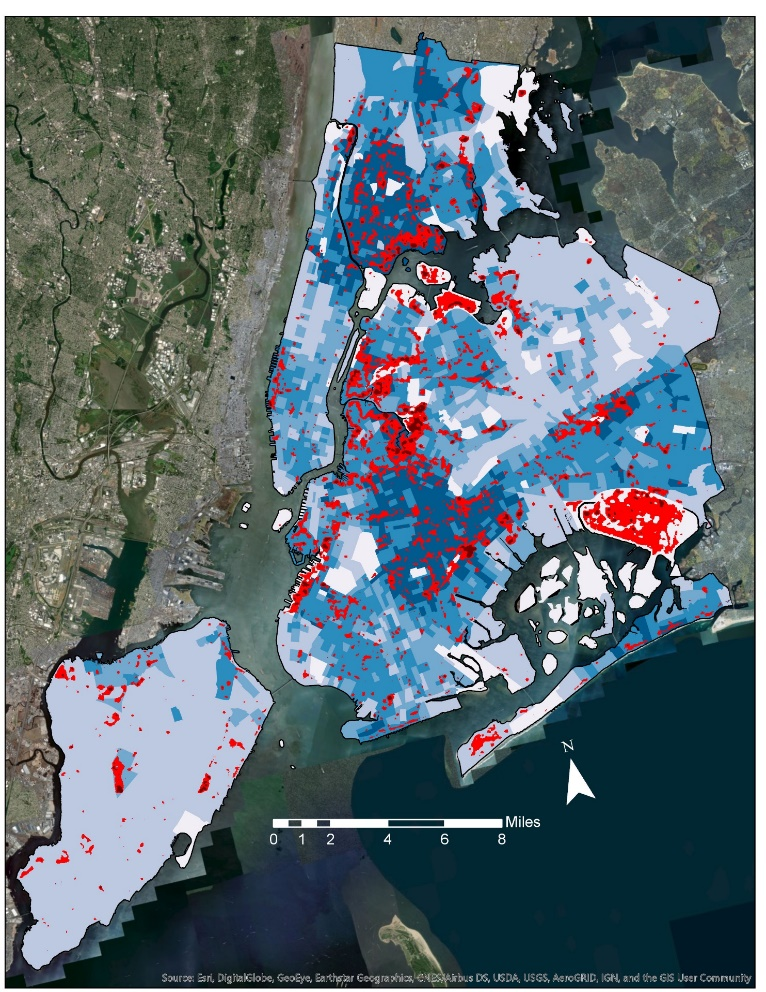 N
Miles
0 1 2 4 6 8
Source: Esri, DigitalGlobe, GeoEye, Earthstar Geographics, CNES/Airbus DS, USDA, USGS, AeroGRID, IGN, and the GIS User Community